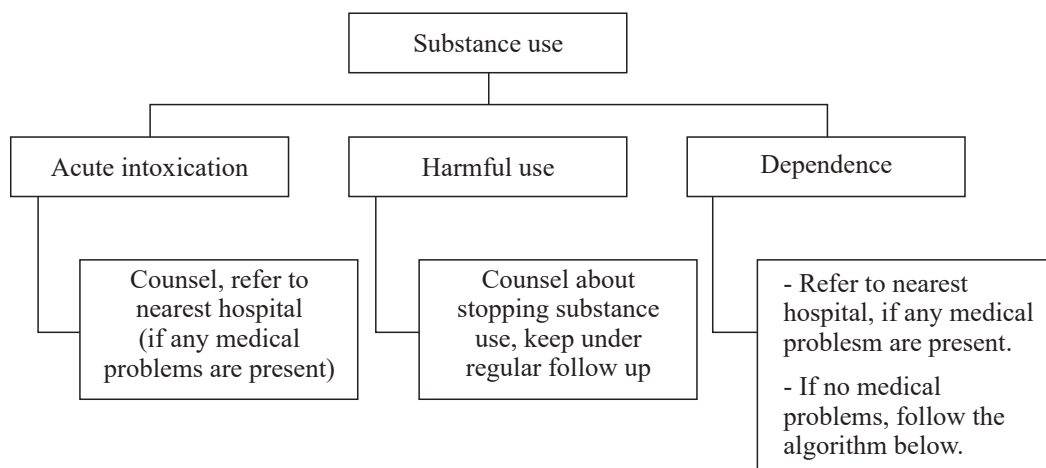 Substance use
Acute intoxication
Harmful use
Dependence
Counsel, refer to
nearest hospital
(if any medical
problems are present)
Counsel about
stopping substance
use, keep under
regular follow up
- Refer to nearest
hospital, if any medical
problesm are present.
- If no medical
problems, follow the
algorithm below.